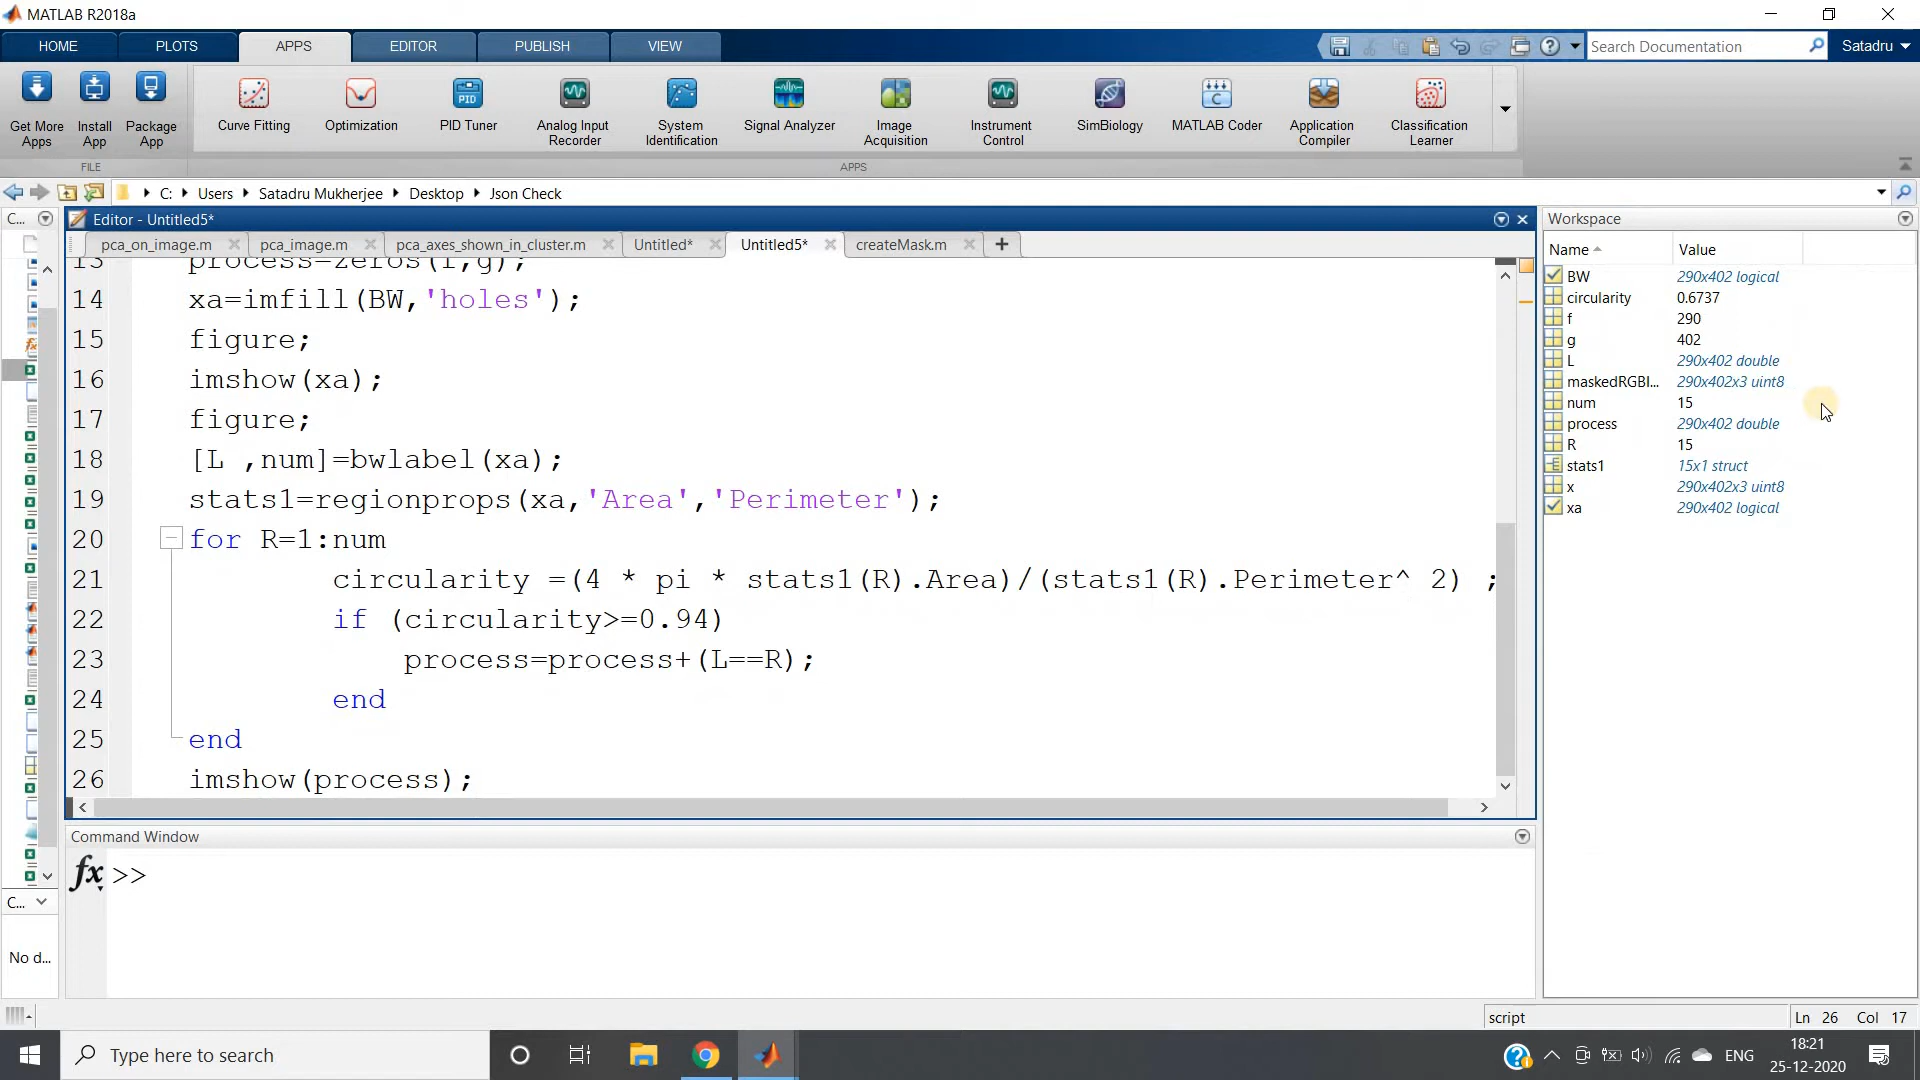 MATLAB R2018a
HOME PLOTS APPS EDITOR PUBLISH VIEW Search Documentation Satadru
Get More Apps Install App Package App Curve Fitting Optimization PID Tuner Analog Input Recorder System Identification Signal Analyzer Image Acquisition Instrument Control SimBiology MATLAB Coder Application Compiler Classification Learner
FILE APPS
C: Users Satadru Mukherjee Desktop Json Check
C... Editor - Untitled5* Workspace
pca_on_image.m pca_image.m pca_axes_shown_in_cluster.m Untitled* Untitled5* createMask.m +
Name Value
BW 290x402 logical
circularity 0.6737
f 290
g 402
L 290x402 double
maskedRGBI... 290x402x3 uint8
num 15
process 290x402 double
R 15
stats1 15x1 struct
x 290x402x3 uint8
xa 290x402 logical
13 process=zeros(f,g);
14 xa=imfill(BW,'holes');
15 figure;
16 imshow(xa);
17 figure;
18 [L ,num]=bwlabel(xa);
19 stats1=regionprops(xa,'Area','Perimeter');
20 for R=1:num
21 circularity =(4 * pi * stats1(R).Area)/(stats1(R).Perimeter^ 2) ;
22 if (circularity>=0.94)
23 process=process+(L==R);
24 end
25 end
26 imshow(process);
Command Window
fx >>
C...
No d...
script Ln 26 Col 17
Type here to search
ENG
18:21
25-12-2020